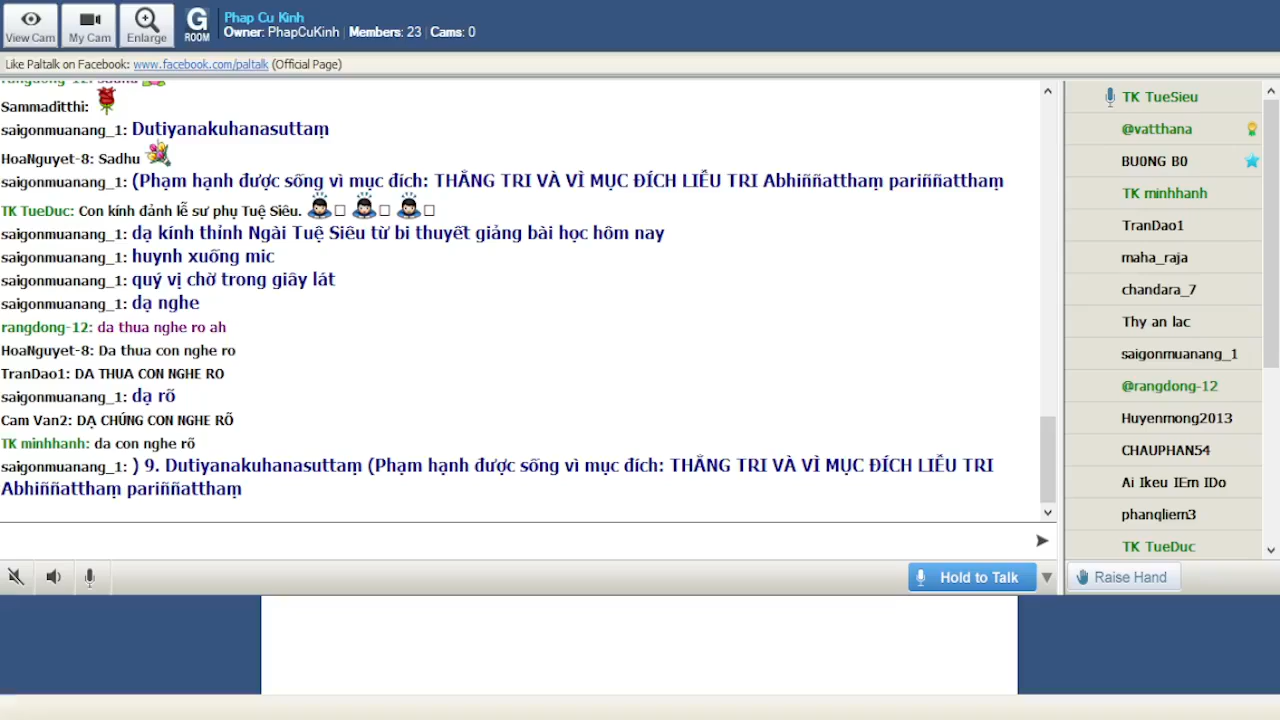 View Cam
My Cam
Enlarge
G
ROOM
Phap Cu Kinh
Owner: PhapCuKinh | Members: 23 | Cams: 0
Like Paltalk on Facebook: www.facebook.com/paltalk (Official Page)
rangdong-12: Sadhu
Sammaditthi:
saigonmuanang_1: Dutiyanakuhanasuttaṃ
HoaNguyet-8: Sadhu
saigonmuanang_1: (Phạm hạnh được sống vì mục đích: THẮNG TRI VÀ VÌ MỤC ĐÍCH LIỄU TRI Abhiññatthaṃ pariññatthaṃ
TK TueDuc: Con kính đảnh lễ sư phụ Tuệ Siêu.
saigonmuanang_1: dạ kính thỉnh Ngài Tuệ Siêu từ bi thuyết giảng bài học hôm nay
saigonmuanang_1: huynh xuống mic
saigonmuanang_1: quý vị chờ trong giây lát
saigonmuanang_1: dạ nghe
rangdong-12: da thua nghe ro ah
HoaNguyet-8: Da thua con nghe ro
TranDao1: DA THUA CON NGHE RO
saigonmuanang_1: dạ rõ
Cam Van2: DẠ CHÚNG CON NGHE RÕ
TK minhhanh: da con nghe rõ
saigonmuanang_1: ) 9. Dutiyanakuhanasuttaṃ (Phạm hạnh được sống vì mục đích: THẮNG TRI VÀ VÌ MỤC ĐÍCH LIỄU TRI
Abhiññatthaṃ pariññatthaṃ
Hold to Talk
TK TueSieu
@vatthana
BU0NG B0
TK minhhanh
TranDao1
maha_raja
chandara_7
Thy an lac
saigonmuanang_1
@rangdong-12
Huyenmong2013
CHAUPHAN54
Ai Ikeu IEm IDo
phanqliem3
TK TueDuc
Raise Hand